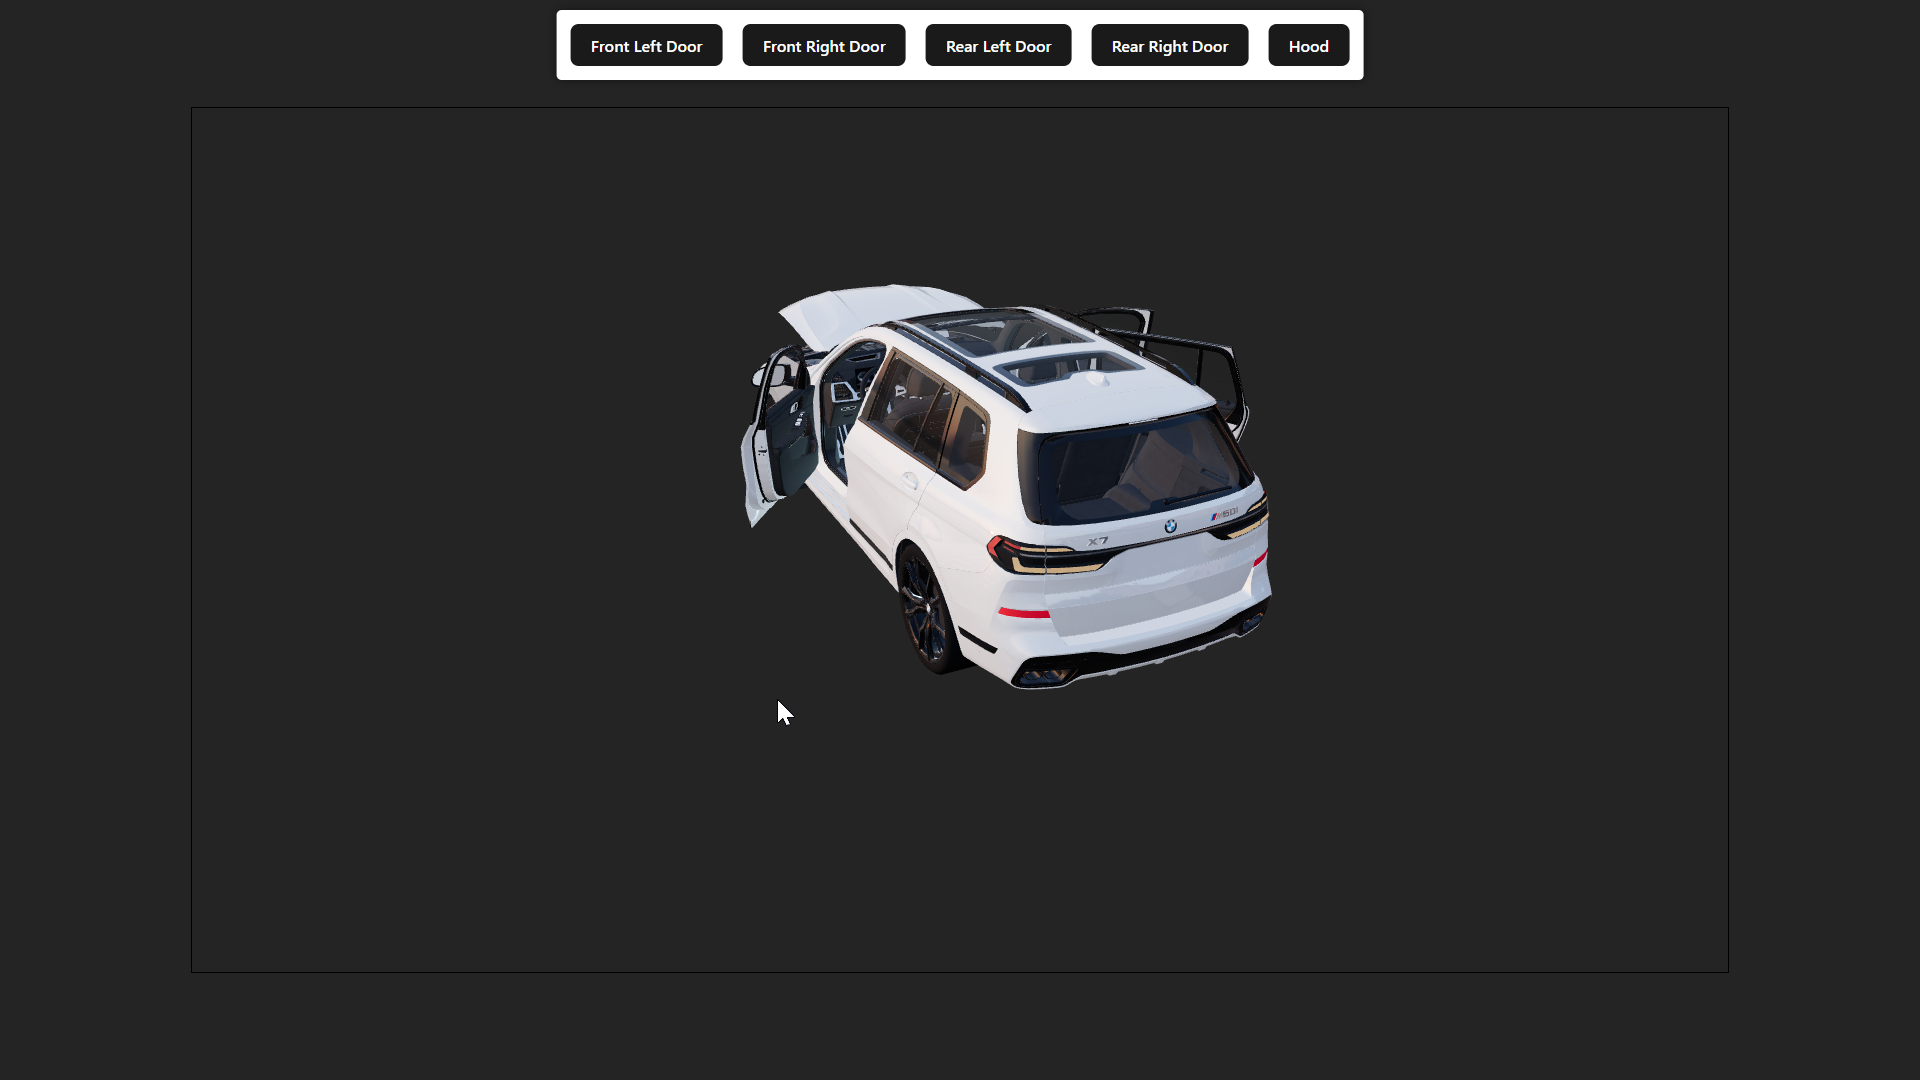 Front Left Door
Front Right Door
Rear Left Door
Rear Right Door
Hood
X7
M60i